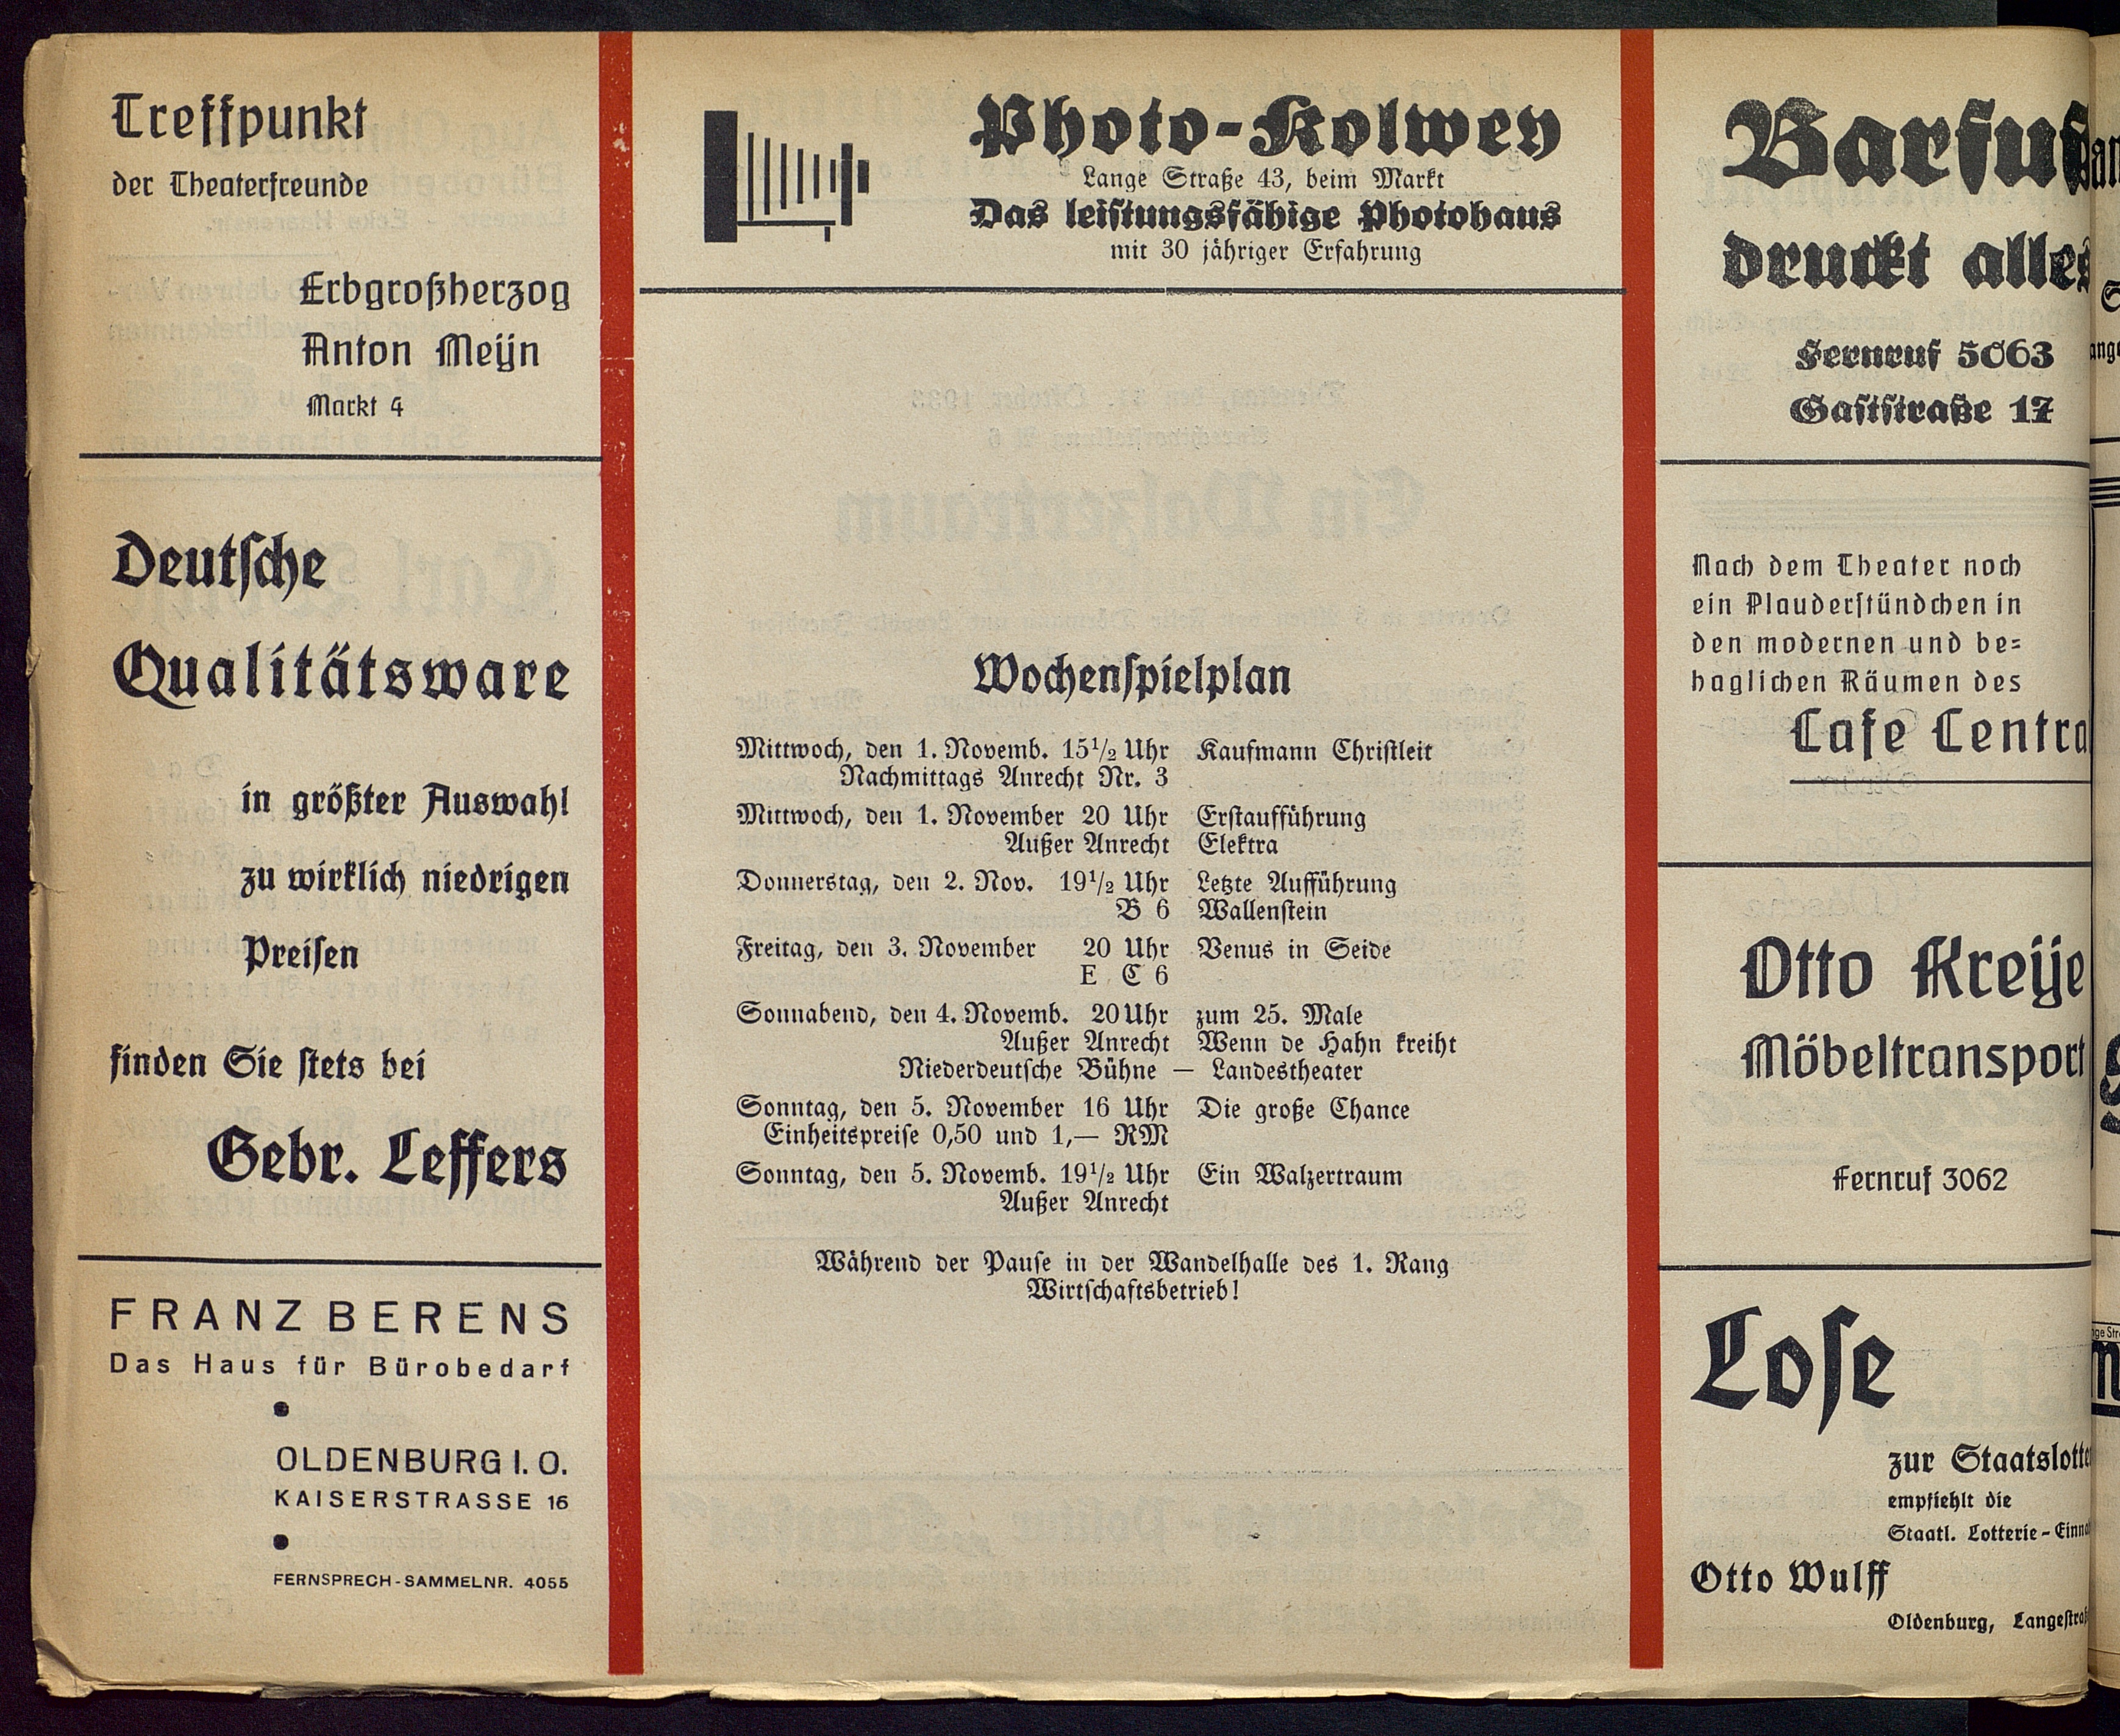 Treffpunkt
der Theaterfreunde
Erbgroßherzog
Anton Meijn
Markt 4
Deutsche
Qualitätsware
in größter Auswahl
zu wirklich niedrigen
Preisen
finden Sie stets bei
Gebr. Leffers
FRANZ BERENS
Das Haus für Bürobedarf
OLDENBURG I. O.
KAISERSTRASSE 16
FERNSPRECH-SAMMELNR. 4055
Photo-Kolwey
Lange Straße 43, beim Markt
Das leistungsfähige Photohaus
mit 30 jähriger Erfahrung
Wochenspielplan
Mittwoch, den 1. Novemb. 15½ Uhr Kaufmann Christleit
Nachmittags Anrecht Nr. 3
Mittwoch, den 1. November 20 Uhr Erstaufführung
Außer Anrecht Elektra
Donnerstag, den 2. Nov. 19½ Uhr Letzte Aufführung
B 6 Wallenstein
Freitag, den 3. November 20 Uhr Venus in Seide
E C 6
Sonnabend, den 4. Novemb. 20 Uhr zum 25. Male
Außer Anrecht Wenn de Hahn kreiht
Niederdeutsche Bühne — Landestheater
Sonntag, den 5. November 16 Uhr Die große Chance
Einheitspreise 0,50 und 1,— RM
Sonntag, den 5. Novemb. 19½ Uhr Ein Walzertraum
Außer Anrecht
Während der Pause in der Wandelhalle des 1. Rang
Wirtschaftsbetrieb!
Barfuß
druckt alles
Fernruf 5063
Gaststraße 17
Nach dem Theater noch
ein Plauderstündchen in
den modernen und be=
haglichen Räumen des
Cafe Centra
Otto Kreije
Möbeltransport
Fernruf 3062
Lose
zur Staatslotte
empfiehlt die
Staatl. Lotterie-Einna
Otto Wulff
Oldenburg, Langestra